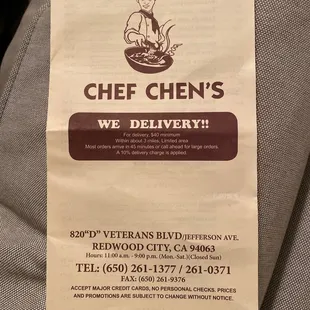 CHEF CHEN'S
WE DELIVERY!!
For delivery, $40 minimum
Within about 3 miles, Limited area
Most orders arrive in 45 minutes or call ahead for large orders.
A 10% delivery charge is applied.
820"D" VETERANS BLVD/JEFFERSON AVE.
REDWOOD CITY, CA 94063
Hours: 11:00 a.m. - 9:00 p.m. (Mon.-Sat.)(Closed Sun)
TEL: (650) 261-1377 / 261-0371
FAX: (650) 261-9376
ACCEPT MAJOR CREDIT CARDS, NO PERSOONAL CHECKS. PRICES
AND PROMOTIONS ARE SUBJECT TO CHANGE WITHOUT NOTICE.